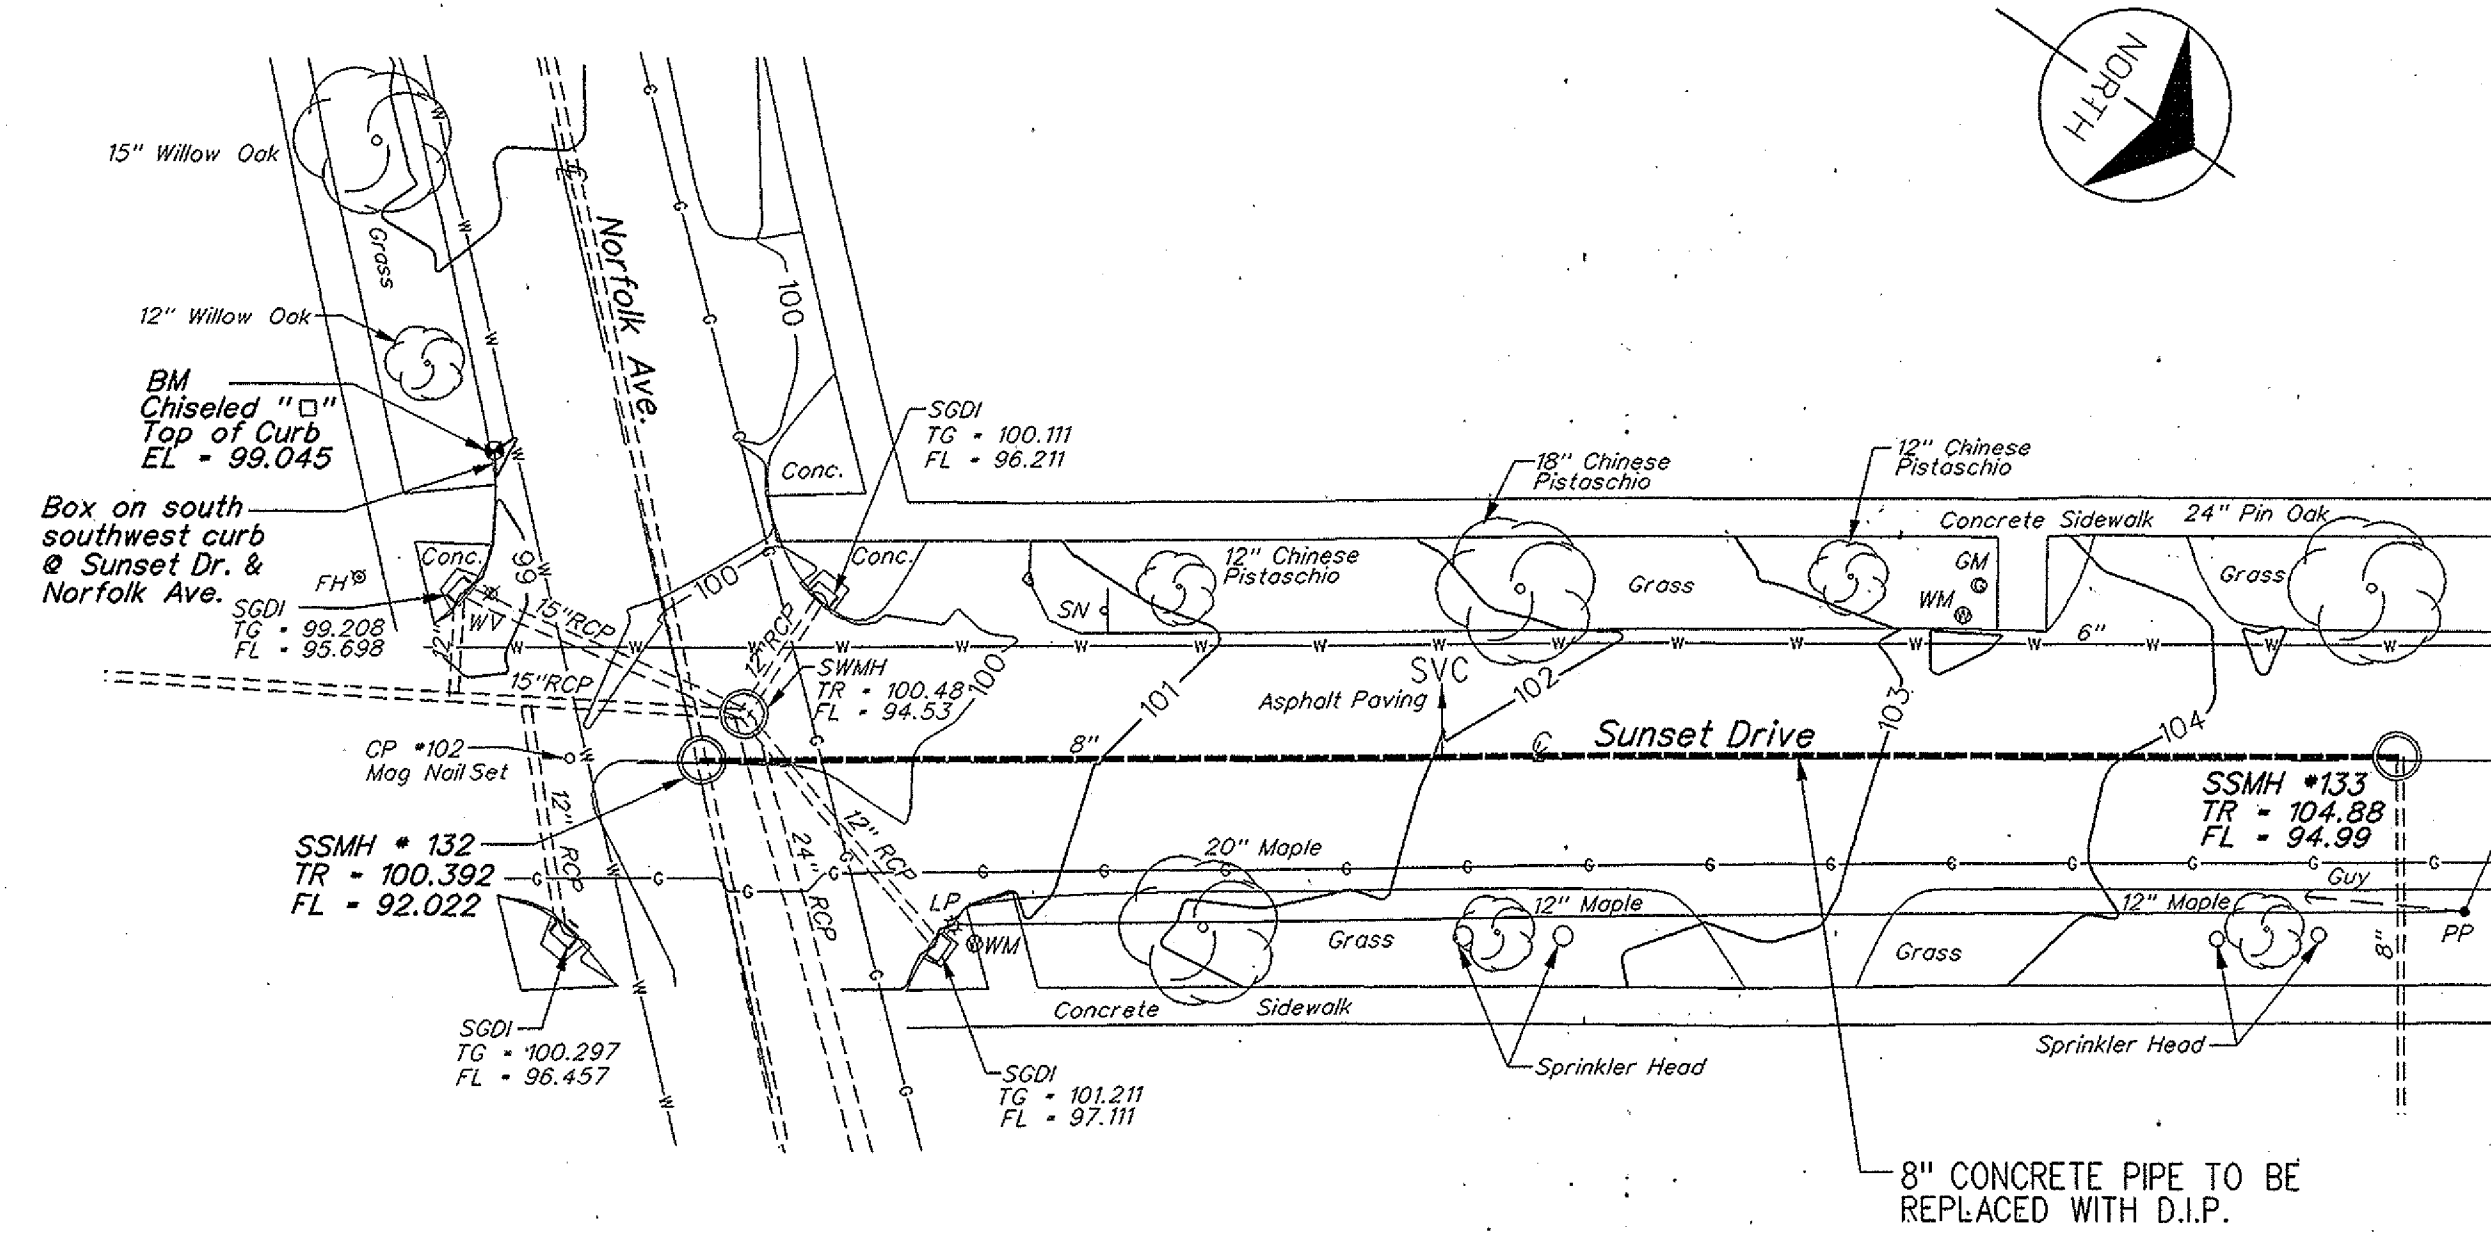 NORTH
15" Willow Oak
Grass
12" Willow Oak
Norfolk Ave.
100
BM
Chiseled "□"
Top of Curb
EL = 99.045
Box on south
southwest curb
@ Sunset Dr. &
Norfolk Ave.
SGDI
TG = 100.111
FL = 96.211
Conc.
18" Chinese
Pistaschio
12" Chinese
Pistaschio
Concrete Sidewalk
24" Pin Oak
Conc.
FH
99
100
Conc.
12" Chinese
Pistaschio
Grass
GM
G
WM
W
Grass
SGDI
TG = 99.208
FL = 95.698
WV
12"
15"RCP
12"RCP
SN
6"
W W W W W W W W W W W W W W W W W
15"RCP
SWMH
TR = 100.48
FL = 94.53
100
101
SVC
Asphalt Paving
102
103
104
CP #102
Mag Nail Set
8"
℄ Sunset Drive
SSMH #133
TR = 104.88
FL = 94.99
12" RCP
SSMH # 132
TR = 100.392
FL = 92.022
12" RCP
24" RCP
20" Maple
G G G G G G G G G G G G G G G G G
Guy
LP
WM
12" Maple
12" Maple
Grass
Grass
8"
PP
Concrete Sidewalk
SGDI
TG = 100.297
FL = 96.457
SGDI
TG = 101.211
FL = 97.111
Sprinkler Head
Sprinkler Head
8" CONCRETE PIPE TO BE
REPLACED WITH D.I.P.